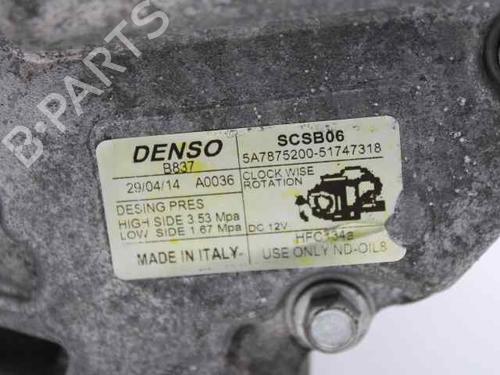 DENSO
SCSB06
B837
5A7875200-51747318
29/04/14 A0036
CLOCK WISE
ROTATION
DESING PRES
HIGH SIDE 3.53 Mpa
LOW SIDE 1.67 Mpa
DC 12V
HFC134a
MADE IN ITALY
USE ONLY ND-OIL8